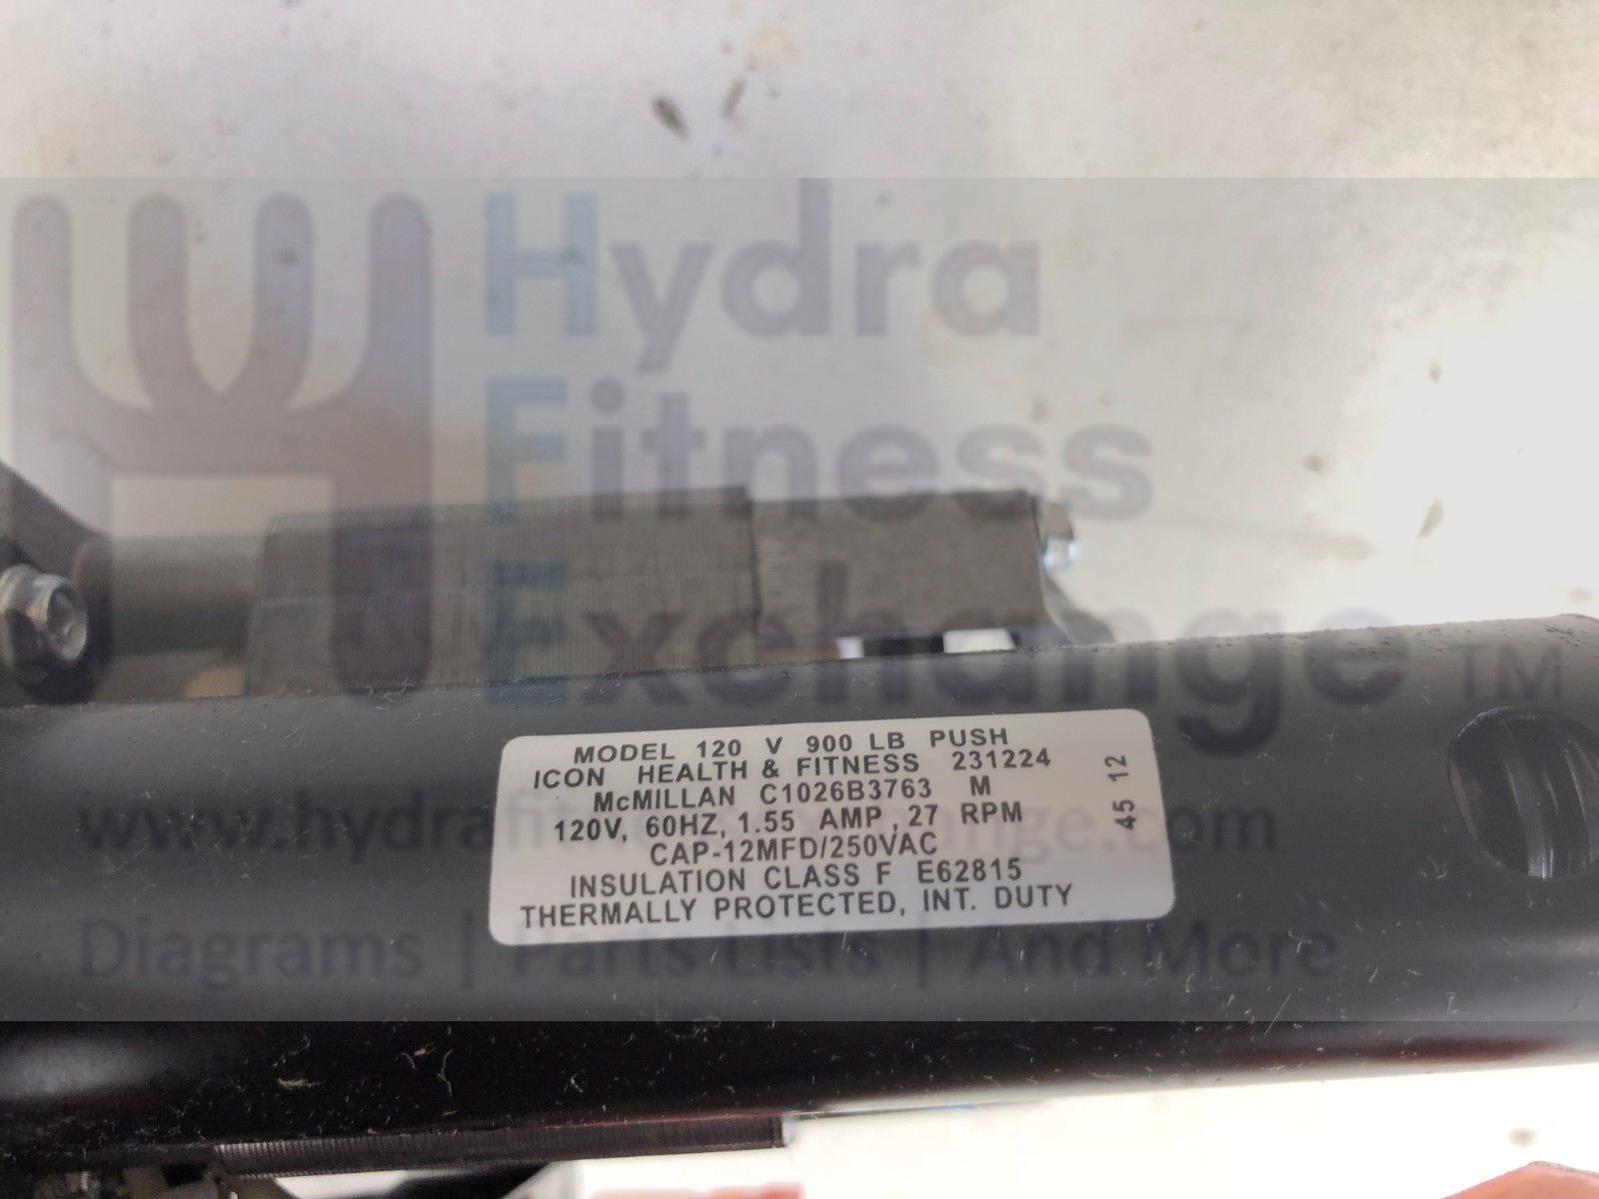 Hydra
Fitness
Exchange TM
MODEL 120 V 900 LB PUSH
ICON HEALTH & FITNESS 231224
McMILLAN C1026B3763 M
120V, 60HZ, 1.55 AMP , 27 RPM
CAP-12MFD/250VAC
INSULATION CLASS F E62815
THERMALLY PROTECTED, INT. DUTY
45 12
www.hydrafitnessexchange.com
Diagrams | Parts Lists | And More